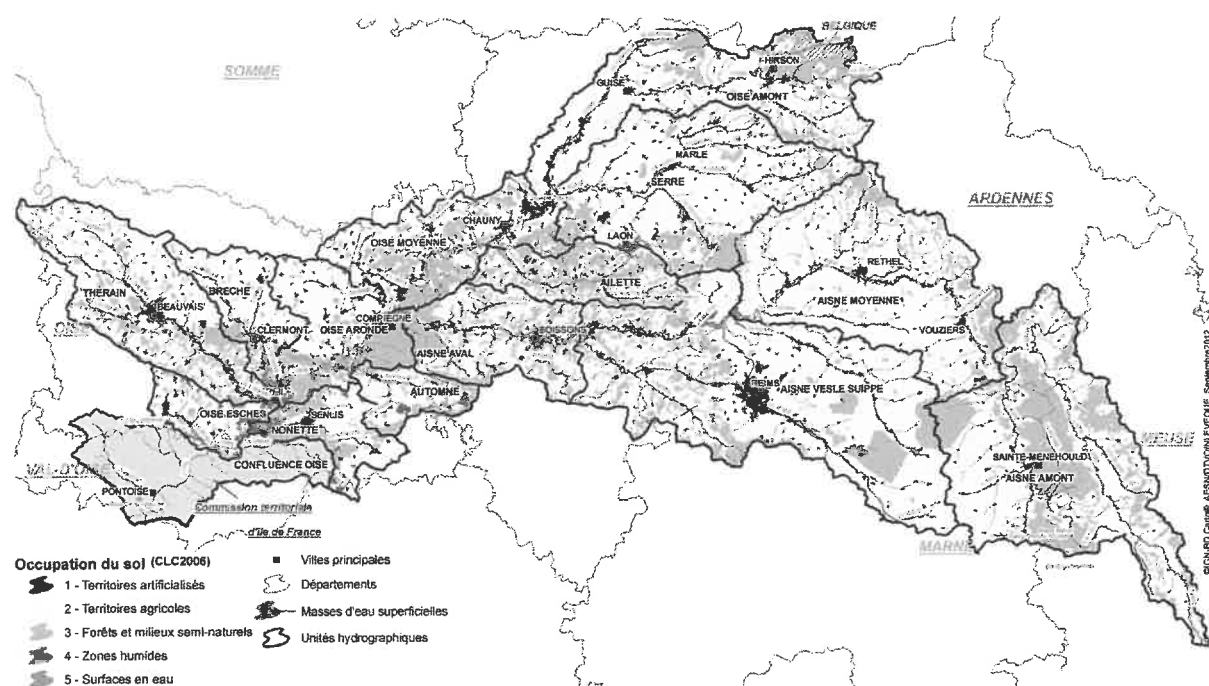 BELGIQUE
SOMME
HIRSON
GUISE
OISE AMONT
MARLE
SERRE
ARDENNES
CHAUNY
OISE MOYENNE
LAON
RETHEL
AILETTE
THÉRAIN
BRECHE
BEAUVAIS
AISNE MOYENNE
COMPIEGNE
CLERMONT
OISE ARONDE
SOISSONS
VOUZIERS
AISNE AVAL
REIMS
AISNE VESLE SUIPPE
AUTOMNE
OISE ESCHES
SENLIS
NONETTE
MEUSE
SAINTE-MENEHOULD
CONFLUENCE OISE
VAL-D'OISE
AISNE AMONT
PONTOISE
Commission territoriale
d'île de France
MARNE
Occupation du sol (CLC2006)
1 - Territoires artificialisés
2 - Territoires agricoles
3 - Forêts et milieux semi-naturels
4 - Zones humides
5 - Surfaces en eau
Villes principales
Départements
Masses d'eau superficielles
Unités hydrographiques